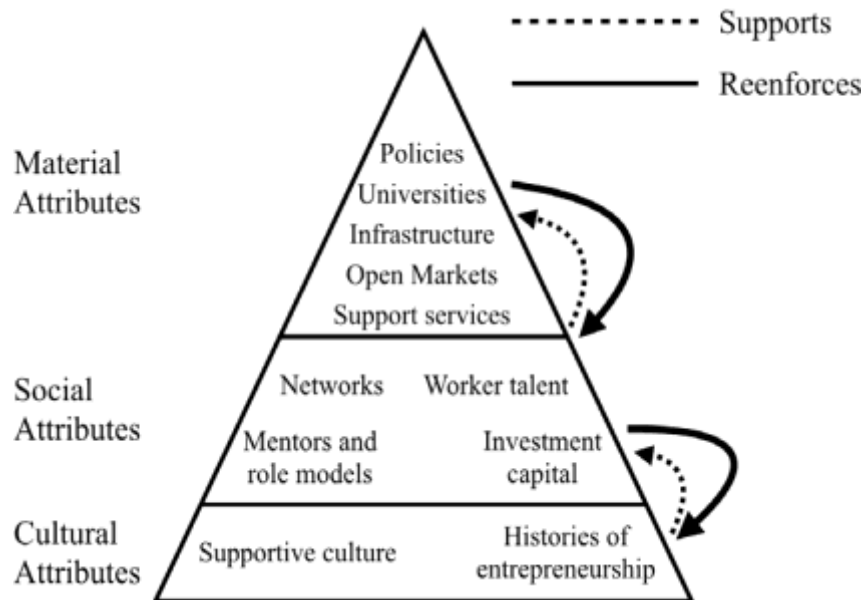 Supports
Reenforces
Material
Attributes
Policies
Universities
Infrastructure
Open Markets
Support services
Social
Attributes
Networks
Worker talent
Mentors and
role models
Investment
capital
Cultural
Attributes
Supportive culture
Histories of
entrepreneurship